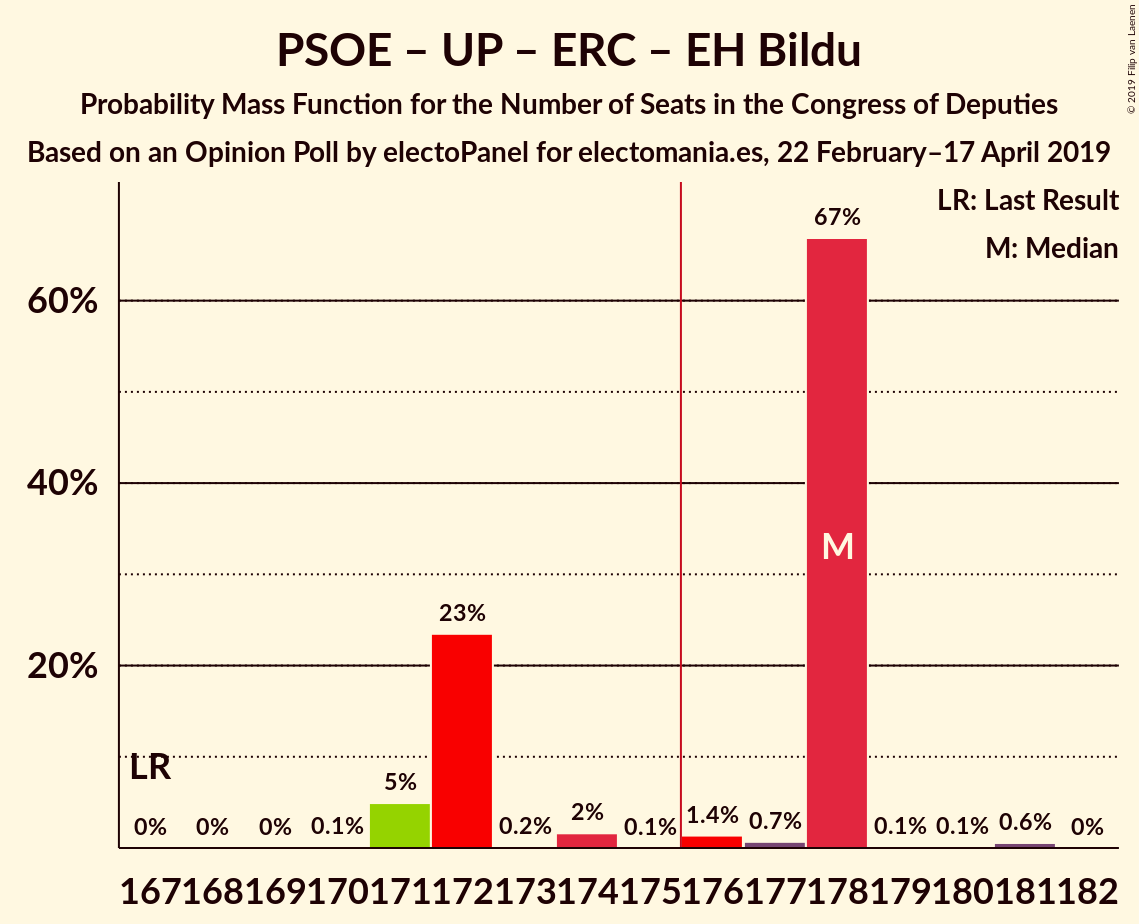 PSOE – UP – ERC – EH Bildu
Probability Mass Function for the Number of Seats in the Congress of Deputies
Based on an Opinion Poll by electoPanel for electomania.es, 22 February–17 April 2019
© 2019 Filip van Laenen
LR: Last Result
M: Median
60%
40%
20%
LR
0% 0% 0% 0.1% 5% 23% 0.2% 2% 0.1% 1.4% 0.7% 67% 0.1% 0.1% 0.6% 0%
M
167 168 169 170 171 172 173 174 175 176 177 178 179 180 181 182